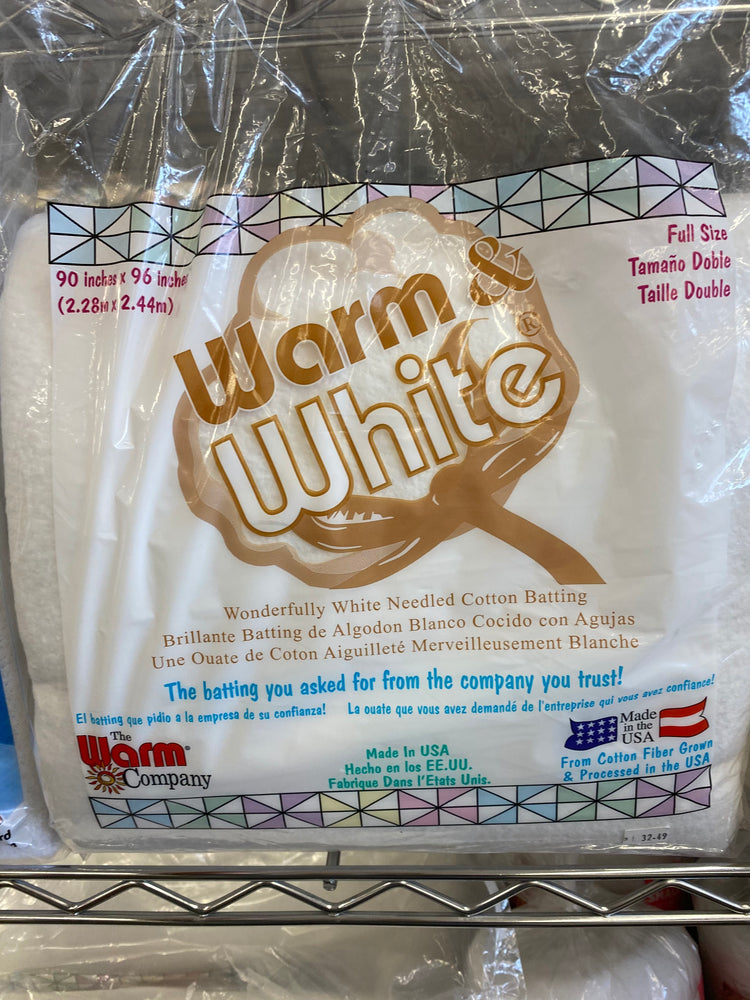 90 inches x 96 inches
(2.28m x 2.44m)
Full Size
Tamaño Doble
Taille Double
Warm &
White®
Wonderfully White Needled Cotton Batting
Brillante Batting de Algodon Blanco Cocido con Agujas
Une Ouate de Coton Aiguilleté Merveilleusement Blanche
The batting you asked for from the company you trust!
El batting que pidio a la empresa de su confianza!
La ouate que vous avez demandé de l'entreprise qui vous avez confiance!
The
Warm®
Company
Made In USA
Hecho en los EE.UU.
Fabrique Dans l'Etats Unis.
Made
in the
USA
From Cotton Fiber Grown
& Processed in the USA
32-49
rd